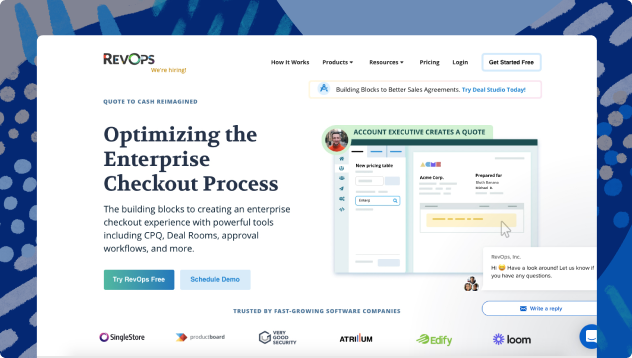 REVOPS
We're hiring!
How It Works
Products
Resources
Pricing
Login
Get Started Free
Building Blocks to Better Sales Agreements. Try Deal Studio Today!
QUOTE TO CASH REIMAGINED
Optimizing the
Enterprise
Checkout Process
The building blocks to creating an enterprise
checkout experience with powerful tools
including CPQ, Deal Rooms, approval
workflows, and more.
Try RevOps Free
Schedule Demo
ACCOUNT EXECUTIVE CREATES A QUOTE
New pricing table
ACME
Acme Corp.
Prepared for
RevOps, Inc.
Hi 😄 Have a look around! Let us know if
you have any questions.
Write a reply
TRUSTED BY FAST-GROWING SOFTWARE COMPANIES
SingleStore
productboard
VERY
GOOD
SECURITY
ATRIUM
Edify
loom